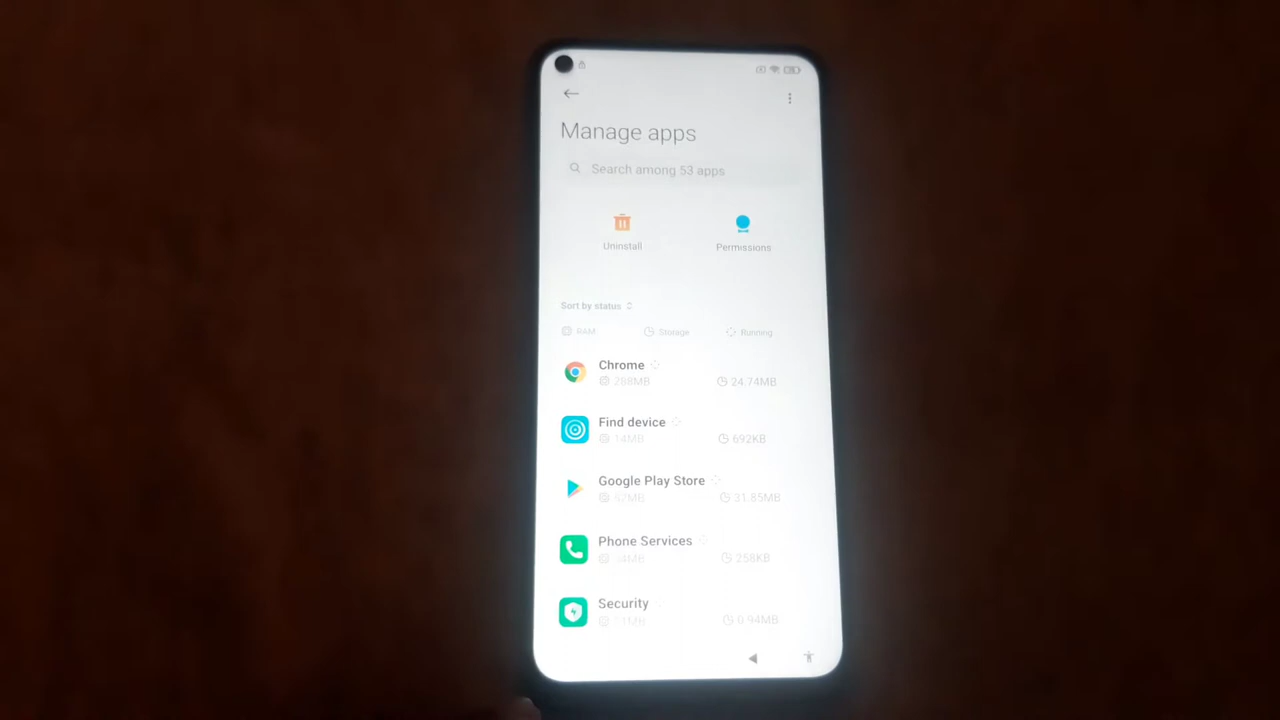 Manage apps
Search among 53 apps
Uninstall
Permissions
Sort by status
RAM
Storage
Running
Chrome
288MB
24.74MB
Find device
14MB
692KB
Google Play Store
31.85MB
Phone Services
258KB
Security
0.94MB